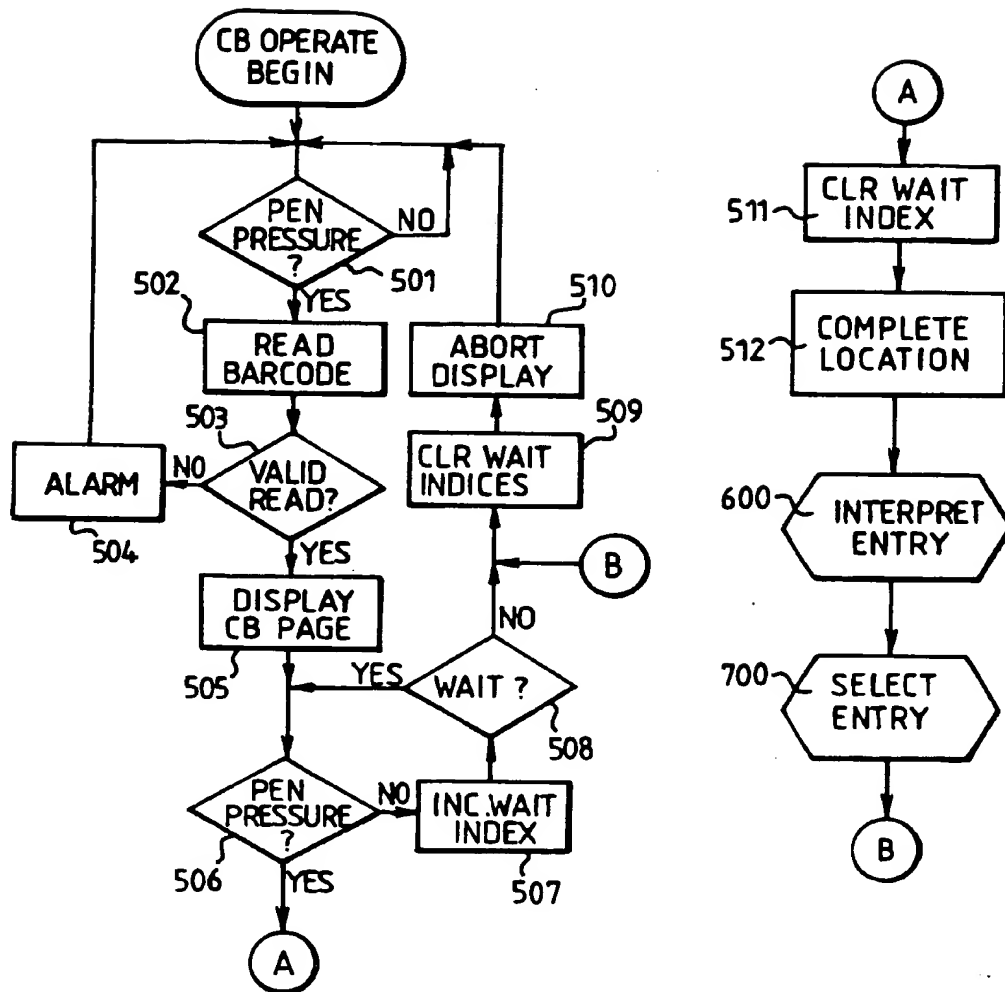 CB OPERATE
BEGIN
PEN
PRESSURE
?
NO
501
YES
502
READ
BARCODE
503
VALID
READ?
NO
ALARM
504
YES
DISPLAY
CB PAGE
505
PEN
PRESSURE
?
506
NO
YES
A
INC.WAIT
INDEX
507
WAIT ?
508
YES
NO
B
CLR WAIT
INDICES
509
ABORT
DISPLAY
510
A
CLR WAIT
INDEX
511
COMPLETE
LOCATION
512
INTERPRET
ENTRY
600
SELECT
ENTRY
700
B